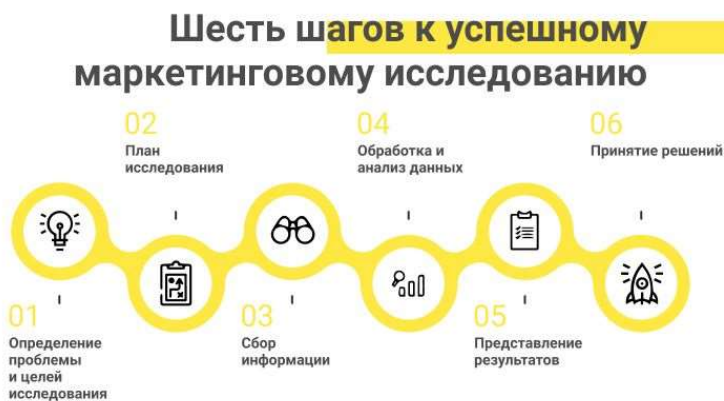 Шесть шагов к успешному
маркетинговому исследованию
01
Определение
проблемы
и целей
исследования
02
План
исследования
03
Сбор
информации
04
Обработка и
анализ данных
05
Представление
результатов
06
Принятие решений